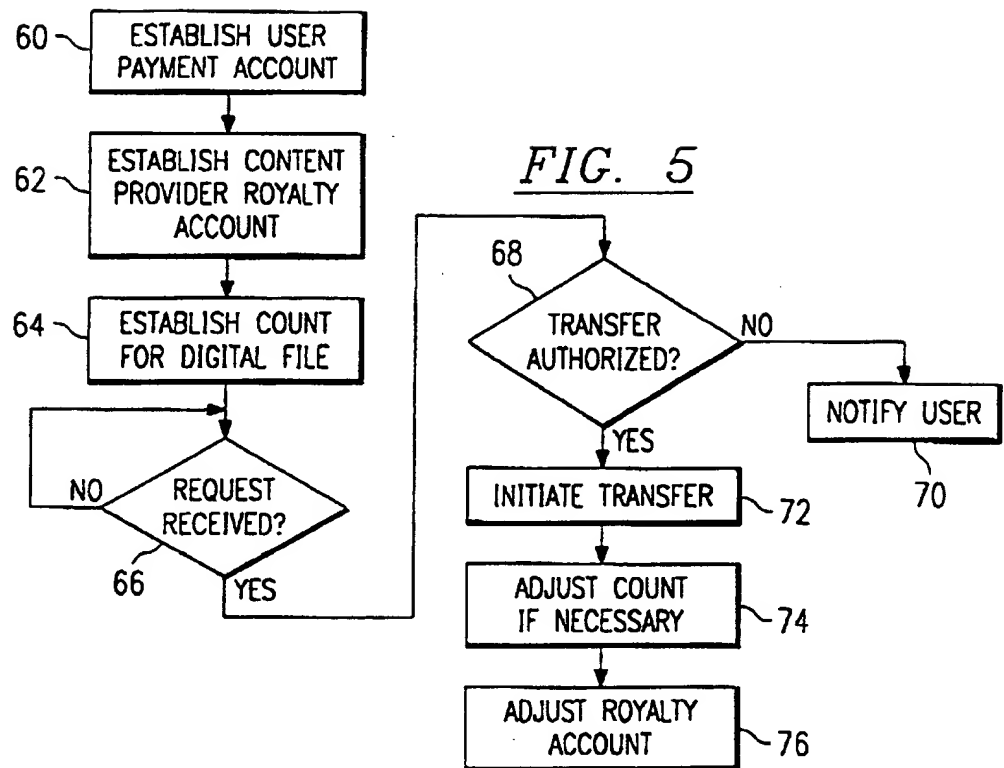 60
ESTABLISH USER
PAYMENT ACCOUNT
62
ESTABLISH CONTENT
PROVIDER ROYALTY
ACCOUNT
64
ESTABLISH COUNT
FOR DIGITAL FILE
NO
REQUEST
RECEIVED?
66
YES
FIG. 5
68
TRANSFER
AUTHORIZED?
NO
NOTIFY USER
70
YES
INITIATE TRANSFER
72
ADJUST COUNT
IF NECESSARY
74
ADJUST ROYALTY
ACCOUNT
76